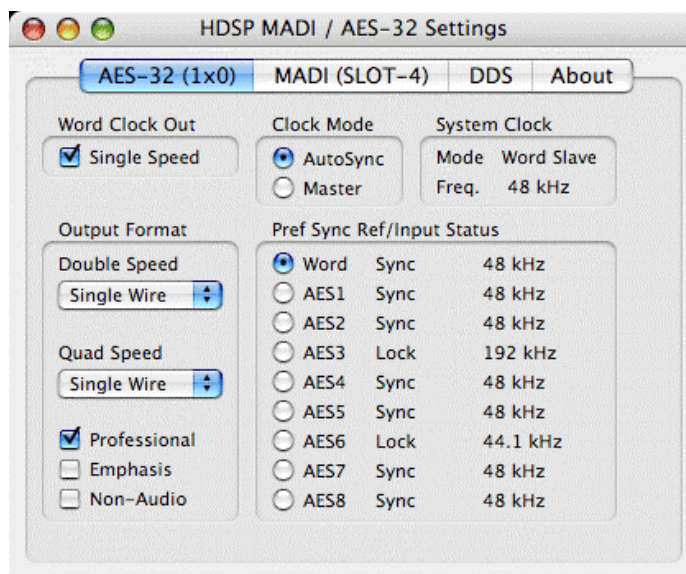 HDSP MADI / AES-32 Settings
AES-32 (1x0) MADI (SLOT-4) DDS About
Word Clock Out
Single Speed
Clock Mode
AutoSync
Master
System Clock
Mode Word Slave
Freq. 48 kHz
Output Format
Double Speed
Single Wire
Quad Speed
Single Wire
Professional
Emphasis
Non-Audio
Pref Sync Ref/Input Status
Word Sync 48 kHz
AES1 Sync 48 kHz
AES2 Sync 48 kHz
AES3 Lock 192 kHz
AES4 Sync 48 kHz
AES5 Sync 48 kHz
AES6 Lock 44.1 kHz
AES7 Sync 48 kHz
AES8 Sync 48 kHz